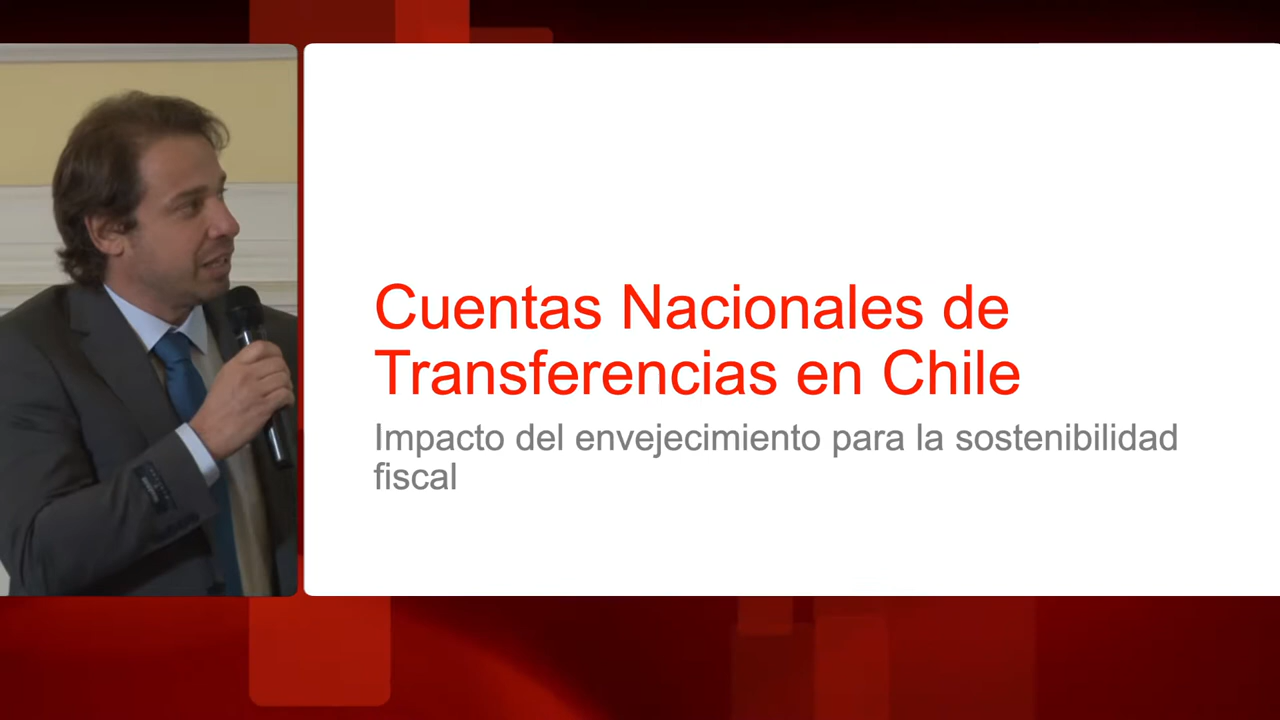 Cuentas Nacionales de
Transferencias en Chile
Impacto del envejecimiento para la sostenibilidad
fiscal